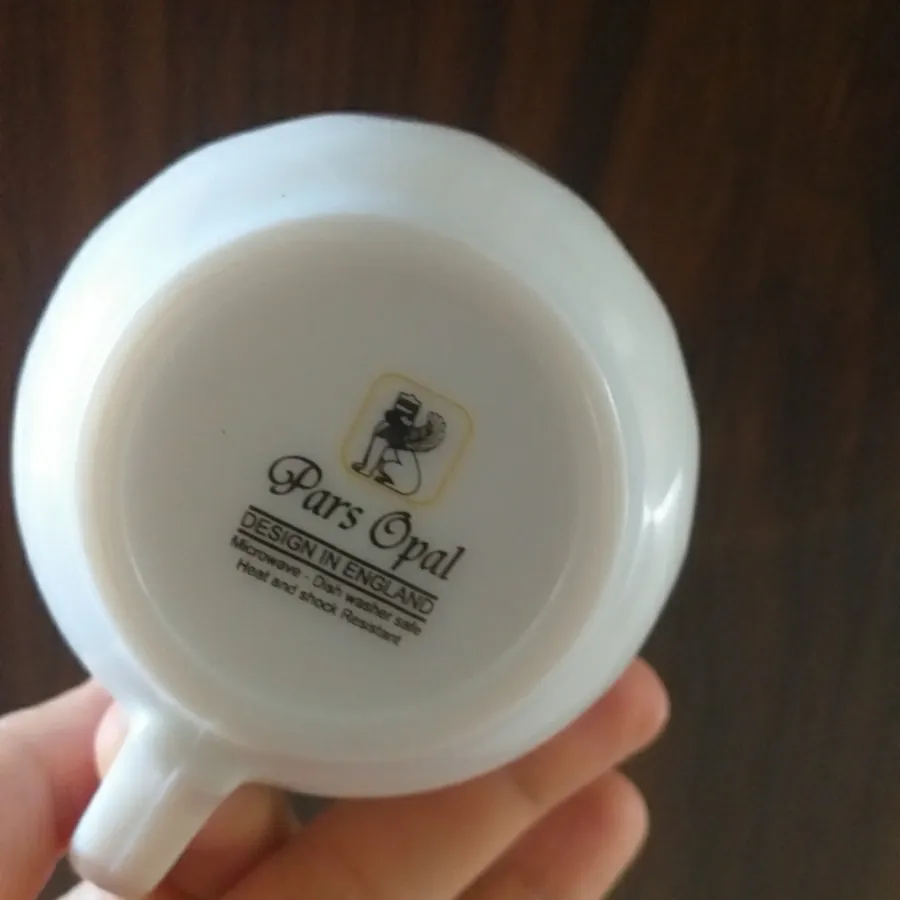 Pars Opal
DESIGN IN ENGLAND
Microwave - Dish washer safe
Heat and shock Resistant